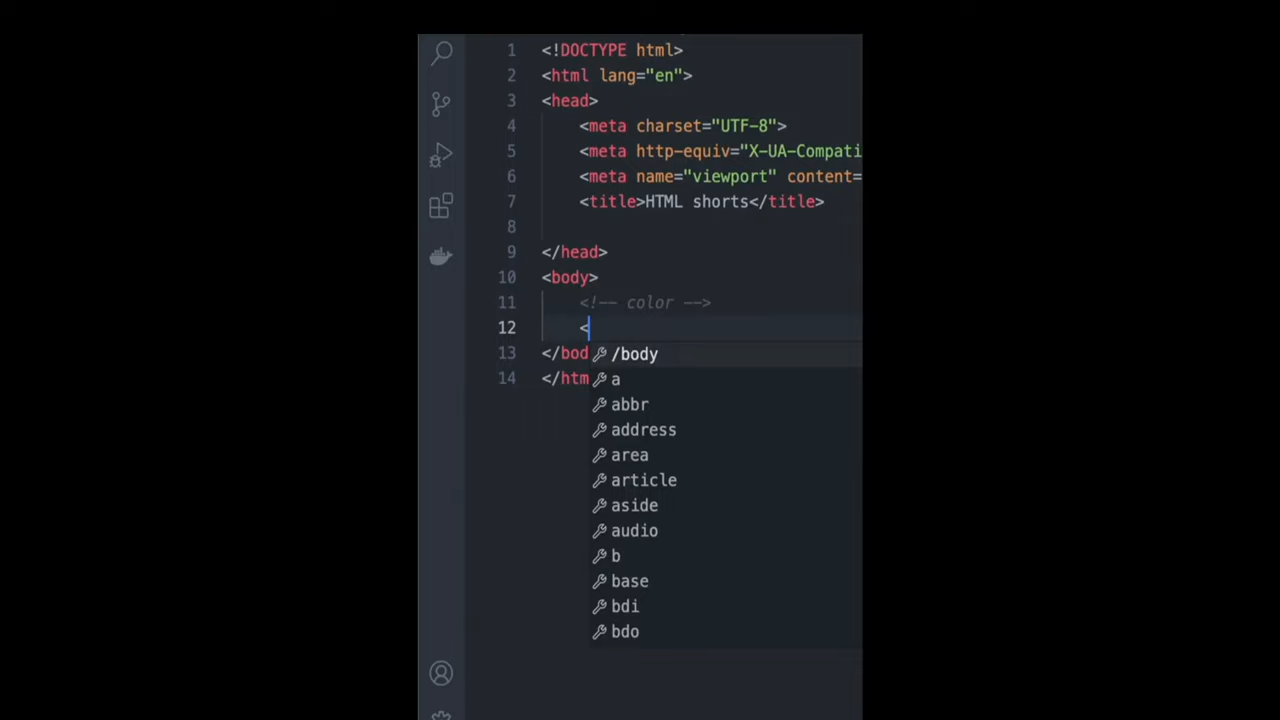 1 <!DOCTYPE html>
2 <html lang="en">
3 <head>
4 <meta charset="UTF-8">
5 <meta http-equiv="X-UA-Compati
6 <meta name="viewport" content=
7 <title>HTML shorts</title>
8
9 </head>
10 <body>
11 <!-- color -->
12 <
13 </bod
14 </htm
/body
a
abbr
address
area
article
aside
audio
b
base
bdi
bdo